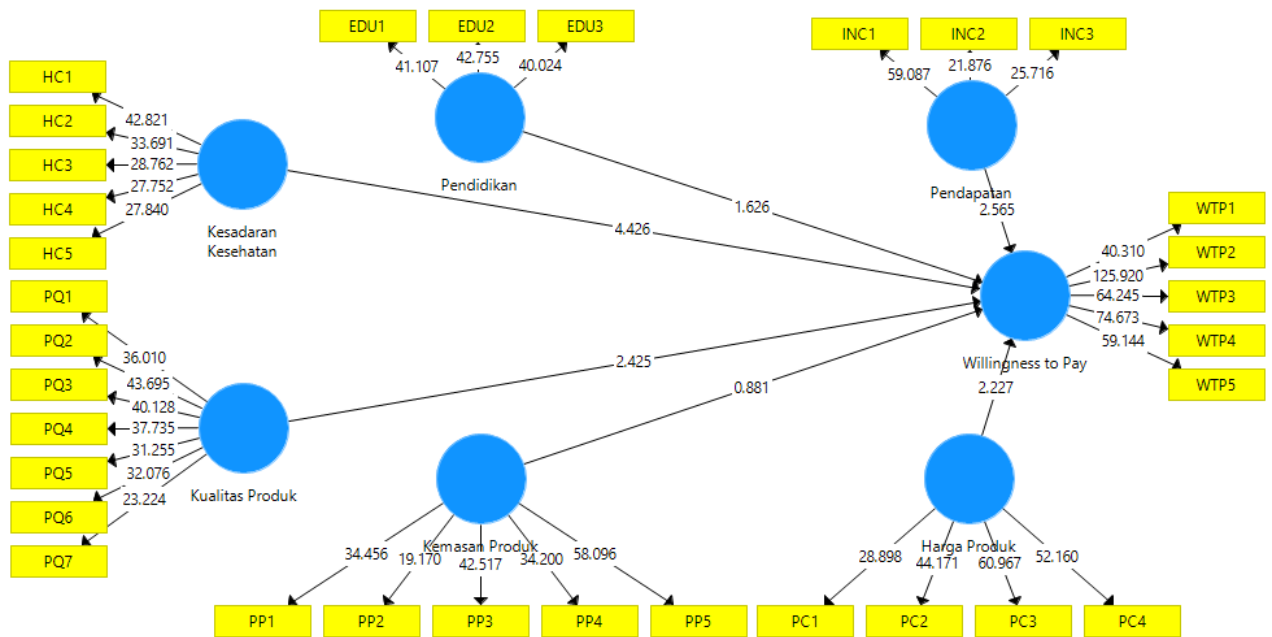 EDU1
EDU2
EDU3
41.107
42.755
40.024
Pendidikan
INC1
INC2
INC3
59.087
21.876
25.716
Pendapatan
2.565
HC1
HC2
HC3
HC4
HC5
42.821
33.691
28.762
27.752
27.840
Kesadaran
Kesehatan
4.426
1.626
PQ1
PQ2
PQ3
PQ4
PQ5
PQ6
PQ7
36.010
43.695
40.128
37.735
31.255
32.076
23.224
Kualitas Produk
2.425
0.881
WTP1
WTP2
WTP3
WTP4
WTP5
40.310
125.920
64.245
74.673
59.144
Willingness to Pay
2.227
Kemasan Produk
34.456
19.170
42.517
34.200
58.096
PP1
PP2
PP3
PP4
PP5
Harga Produk
28.898
44.171
60.967
52.160
PC1
PC2
PC3
PC4